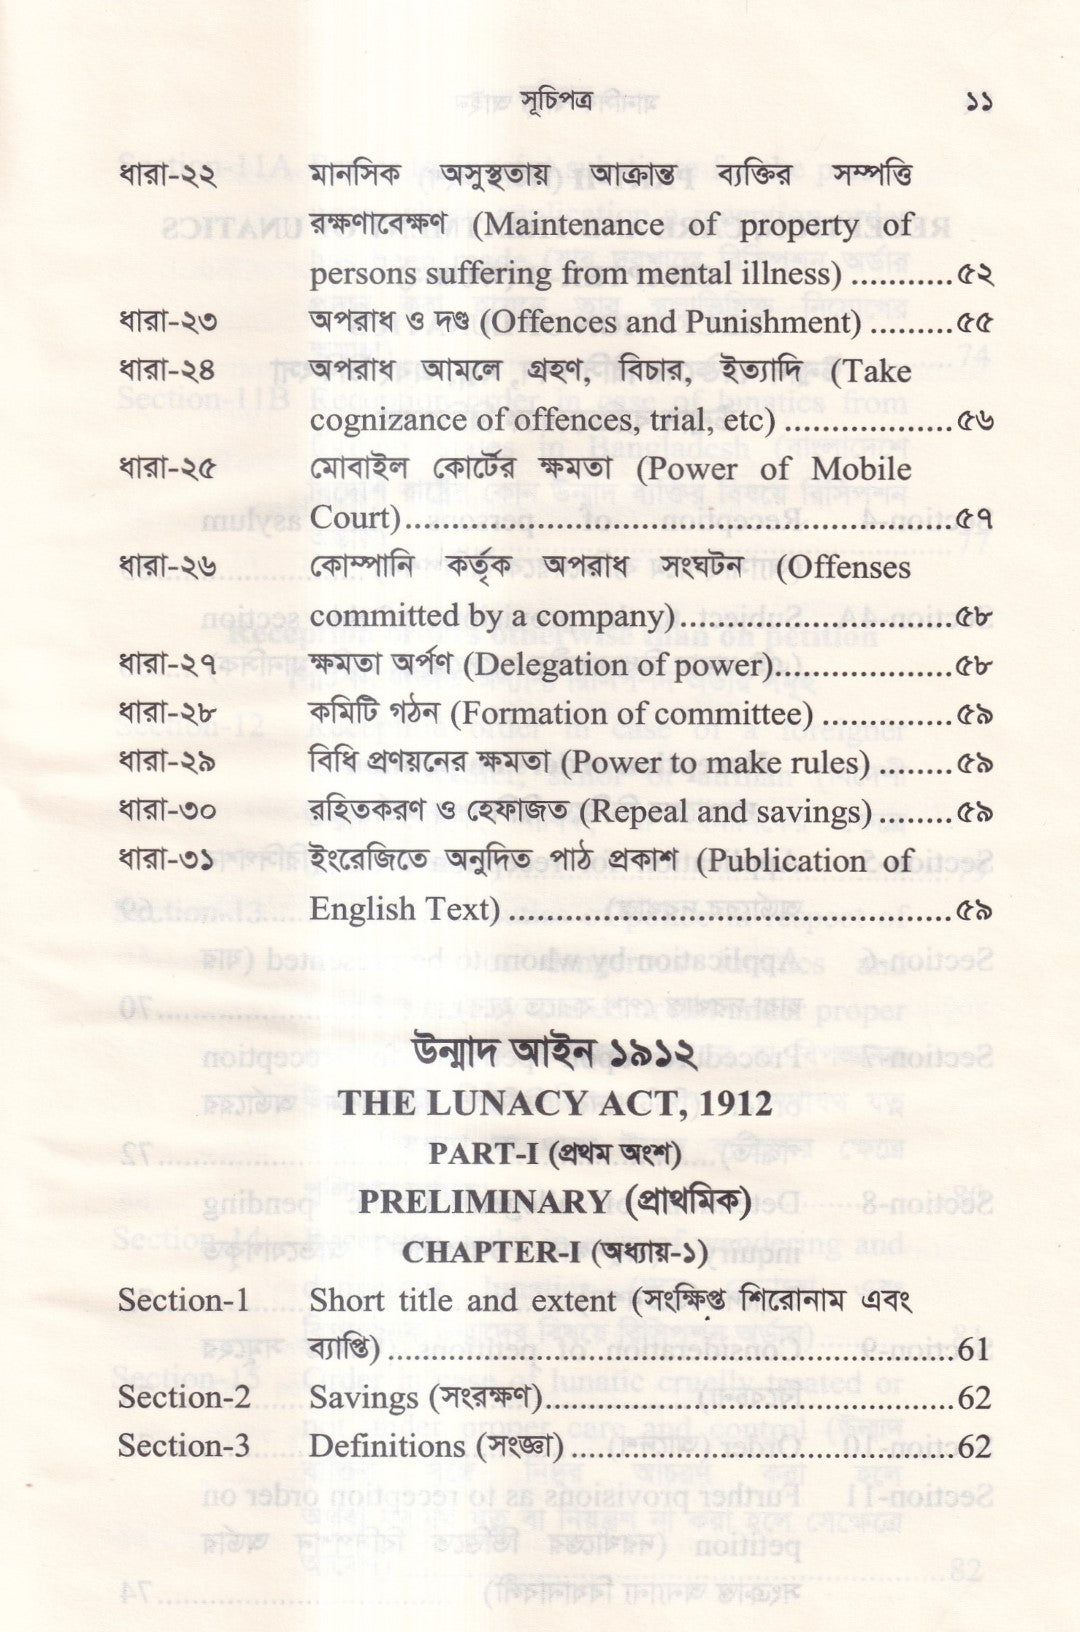 সূচিপত্র ১১
ধারা-২২ মানসিক অসুস্থতায় আক্রান্ত ব্যক্তির সম্পত্তি
রক্ষণাবেক্ষণ (Maintenance of property of
persons suffering from mental illness) ...........৫২
ধারা-২৩ অপরাধ ও দণ্ড (Offences and Punishment) .........৫৫
ধারা-২৪ অপরাধ আমলে গ্রহণ, বিচার, ইত্যাদি (Take
cognizance of offences, trial, etc) ..................৫৬
ধারা-২৫ মোবাইল কোর্টের ক্ষমতা (Power of Mobile
Court)...........................................................৫৭
ধারা-২৬ কোম্পানি কর্তৃক অপরাধ সংঘটন (Offenses
committed by a company).............................৫৮
ধারা-২৭ ক্ষমতা অর্পণ (Delegation of power)...................৫৮
ধারা-২৮ কমিটি গঠন (Formation of committee) ..............৫৯
ধারা-২৯ বিধি প্রণয়নের ক্ষমতা (Power to make rules) ........৫৯
ধারা-৩০ রহিতকরণ ও হেফাজত (Repeal and savings) ........৫৯
ধারা-৩১ ইংরেজিতে অনুদিত পাঠ প্রকাশ (Publication of
English Text) ................................................৫৯
উন্মাদ আইন ১৯১২
THE LUNACY ACT, 1912
PART-I (প্রথম অংশ)
PRELIMINARY (প্রাথমিক)
CHAPTER-I (অধ্যায়-১)
Section-1 Short title and extent (সংক্ষিপ্ত শিরোনাম এবং
ব্যাপ্তি) .............................................................61
Section-2 Savings (সংরক্ষণ)............................................62
Section-3 Definitions (সংজ্ঞা) .........................................62